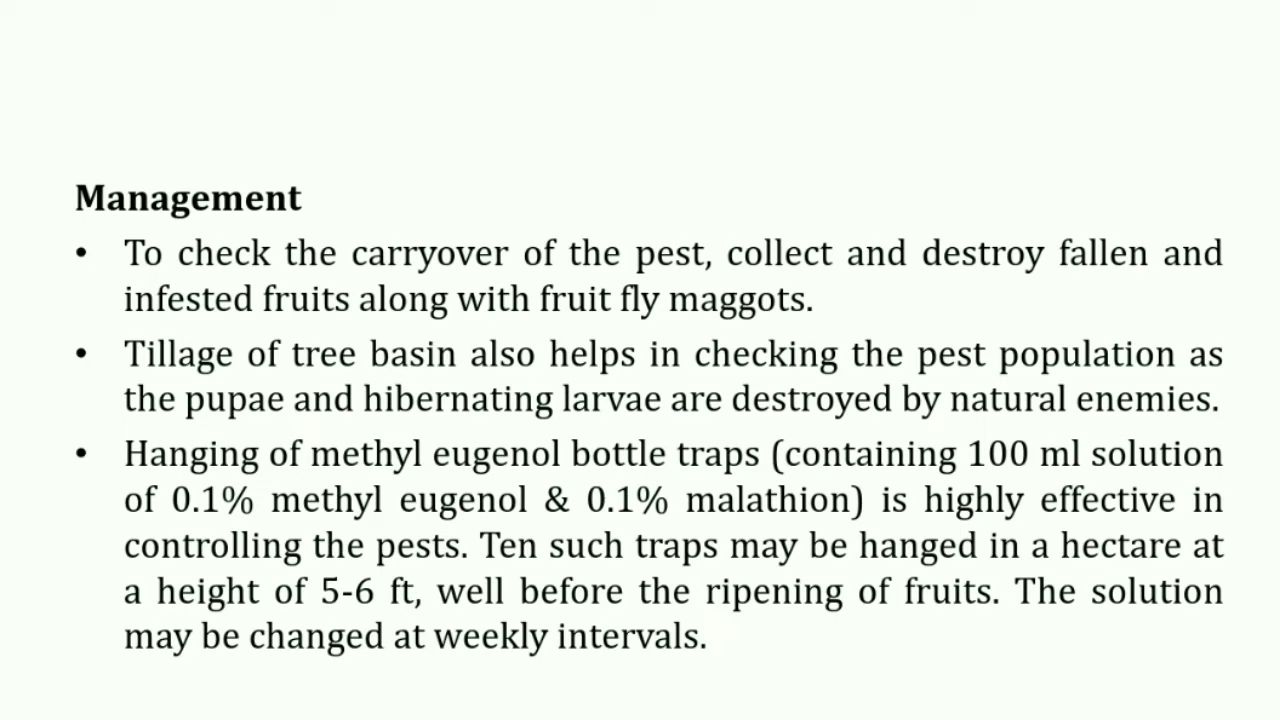 Management
• To check the carryover of the pest, collect and destroy fallen and
infested fruits along with fruit fly maggots.
• Tillage of tree basin also helps in checking the pest population as
the pupae and hibernating larvae are destroyed by natural enemies.
• Hanging of methyl eugenol bottle traps (containing 100 ml solution
of 0.1% methyl eugenol & 0.1% malathion) is highly effective in
controlling the pests. Ten such traps may be hanged in a hectare at
a height of 5-6 ft, well before the ripening of fruits. The solution
may be changed at weekly intervals.